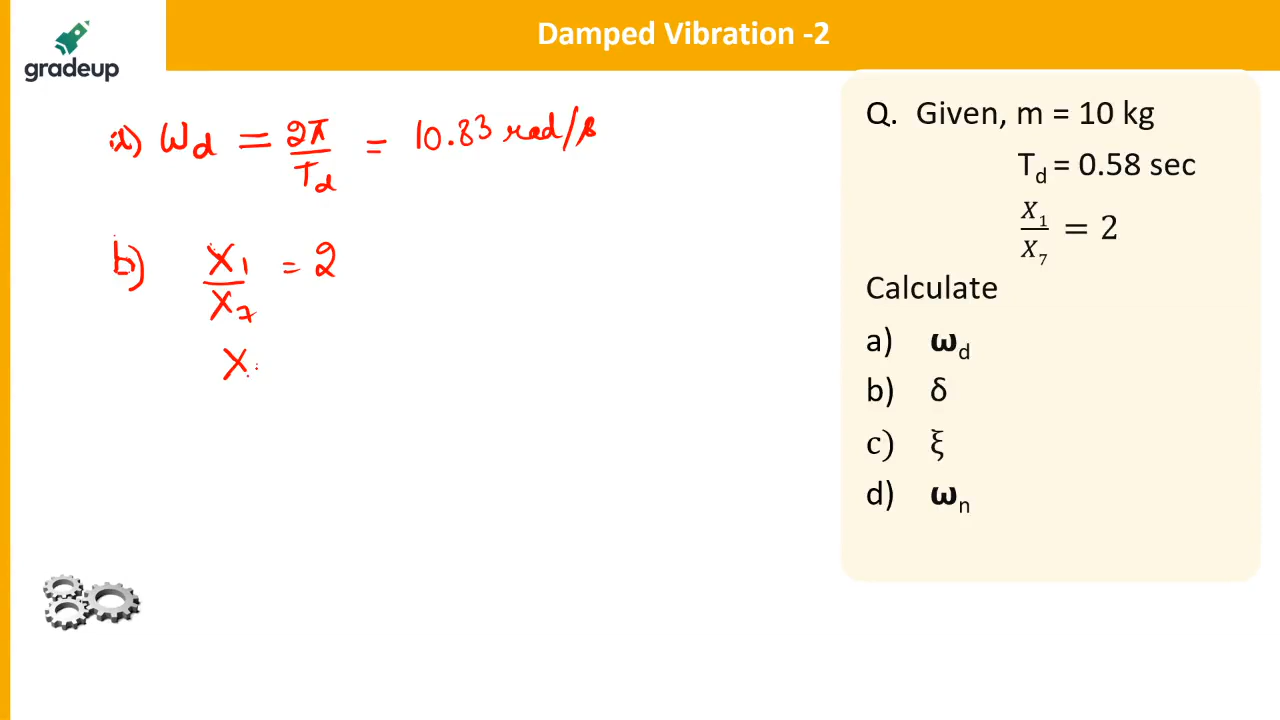 gradeup
Damped Vibration -2
a) ωd = 2π/Td = 10.83 rad/s
b) X1/X7 = 2
X
Q. Given, m = 10 kg
Td = 0.58 sec
X1/X7 = 2
Calculate
a) ωd
b) δ
c) ξ
d) ωn